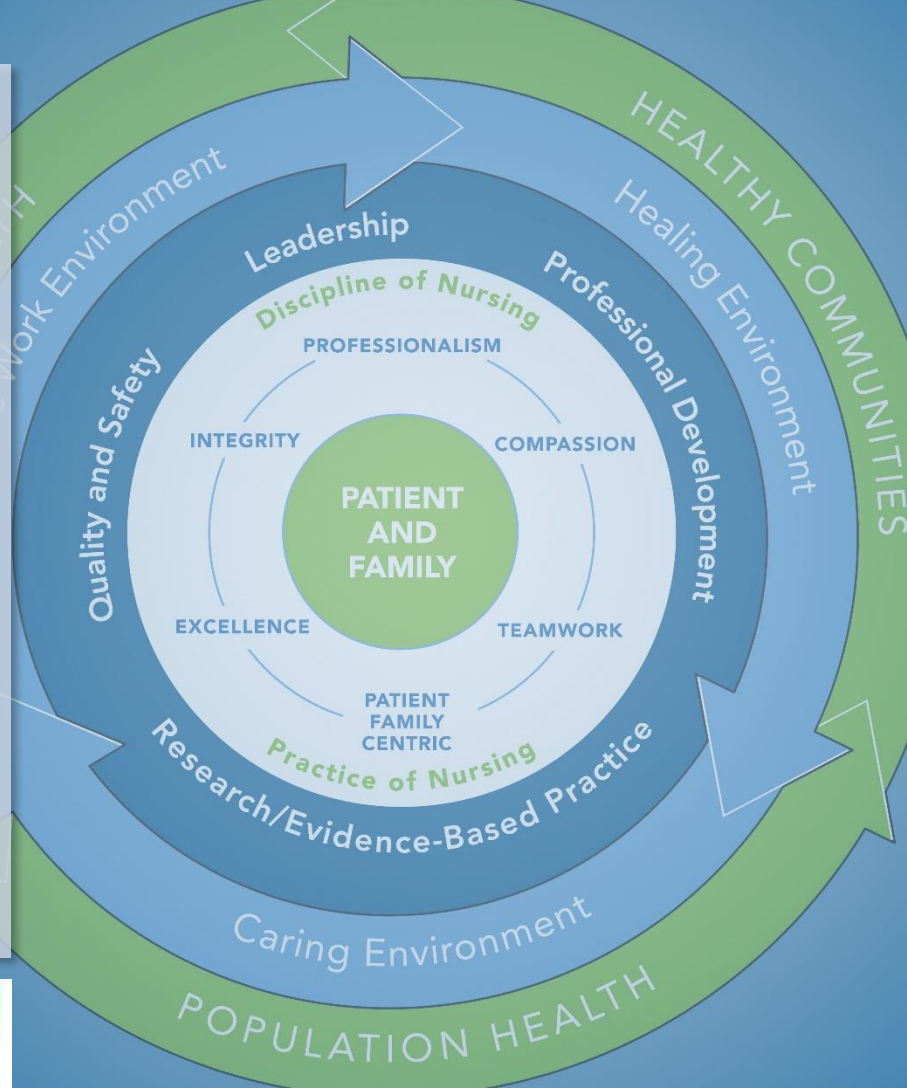 HEALTHY COMMUNITIES
Work Environment
Healing Environment
Leadership
Professional Development
Quality and Safety
Discipline of Nursing
PROFESSIONALISM
INTEGRITY
COMPASSION
PATIENT
AND
FAMILY
EXCELLENCE
TEAMWORK
PATIENT
FAMILY
CENTRIC
Practice of Nursing
Research/Evidence-Based Practice
Caring Environment
POPULATION HEALTH